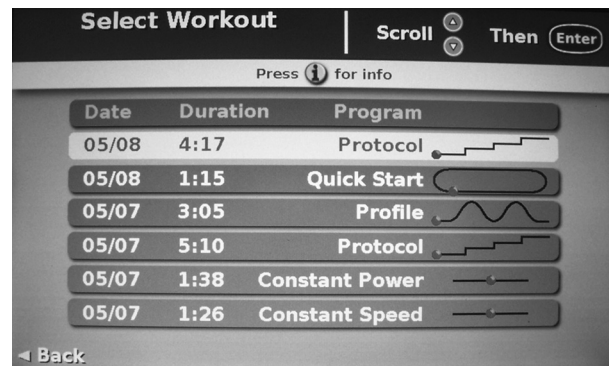 Select Workout
Scroll Then Enter
Press i for info
Date Duration Program
05/08 4:17 Protocol
05/08 1:15 Quick Start
05/07 3:05 Profile
05/07 5:10 Protocol
05/07 1:38 Constant Power
05/07 1:26 Constant Speed
Back